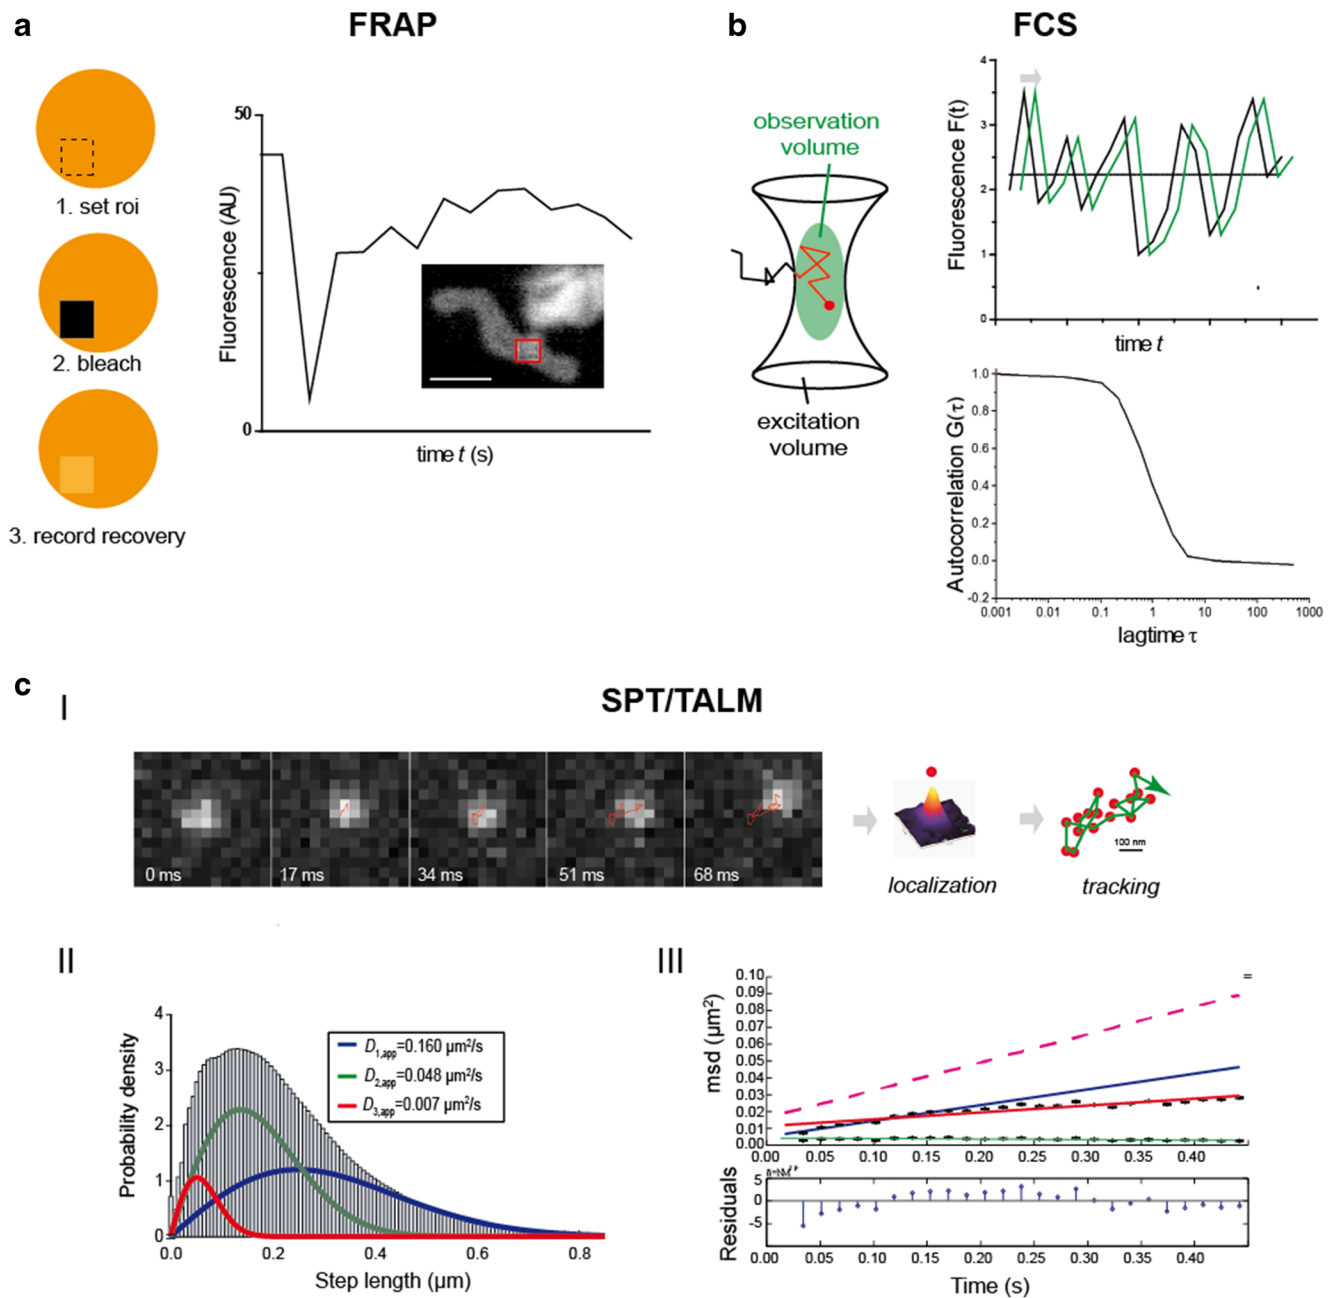 a
FRAP
1. set roi
2. bleach
3. record recovery
50
0
Fluorescence (AU)
time t (s)
b
FCS
observation
volume
excitation
volume
4
3
2
1
0
Fluorescence F(t)
time t
1.0
0.8
0.6
0.4
0.2
0.0
-0.2
Autocorrelation G(τ)
0.001 0.01 0.1 1 10 100 1000
lagtime τ
c
SPT/TALM
I
0 ms 17 ms 34 ms 51 ms 68 ms
localization
100 nm
tracking
II
4
3
2
1
0
Probability density
D1,app=0.160 µm²/s
D2,app=0.048 µm²/s
D3,app=0.007 µm²/s
0.0 0.2 0.4 0.6 0.8
Step length (µm)
III
=
0.10
0.09
0.08
0.07
0.06
0.05
0.04
0.03
0.02
0.01
0.00
msd (µm²)
0.00 0.05 0.10 0.15 0.20 0.25 0.30 0.35 0.40
5
0
-5
Residuals
0.00 0.05 0.10 0.15 0.20 0.25 0.30 0.35 0.40
Time (s)